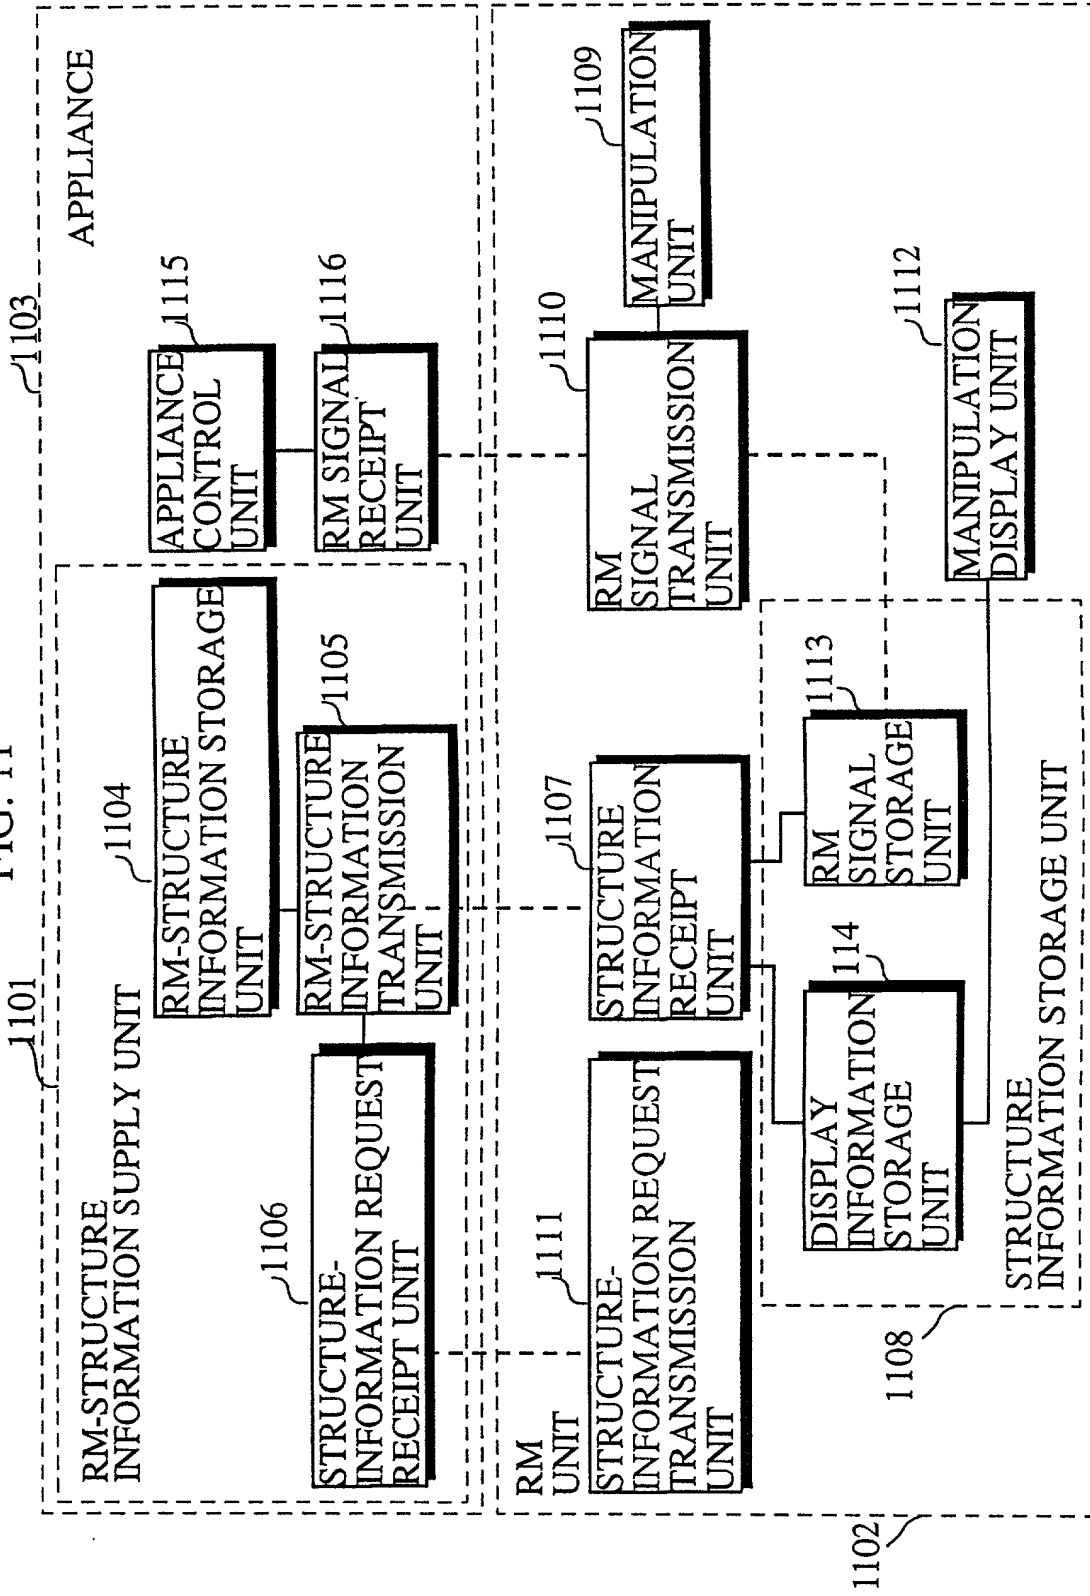 FIG. 11
1101
1103
RM-STRUCTURE
INFORMATION SUPPLY UNIT
APPLIANCE
1104
RM-STRUCTURE
INFORMATION STORAGE
UNIT
1115
APPLIANCE
CONTROL
UNIT
1106
STRUCTURE-
INFORMATION REQUEST
RECEIPT UNIT
1105
RM-STRUCTURE
INFORMATION
TRANSMISSION
UNIT
1116
RM SIGNAL
RECEIPT
UNIT
RM
UNIT
1111
STRUCTURE-
INFORMATION REQUEST
TRANSMISSION
UNIT
1107
STRUCTURE
INFORMATION
RECEIPT
UNIT
1110
RM
SIGNAL
TRANSMISSION
UNIT
1109
MANIPULATION
UNIT
114
DISPLAY
INFORMATION
STORAGE
UNIT
1113
RM
SIGNAL
STORAGE
UNIT
1112
MANIPULATION
DISPLAY UNIT
1108
STRUCTURE
INFORMATION STORAGE UNIT
1102